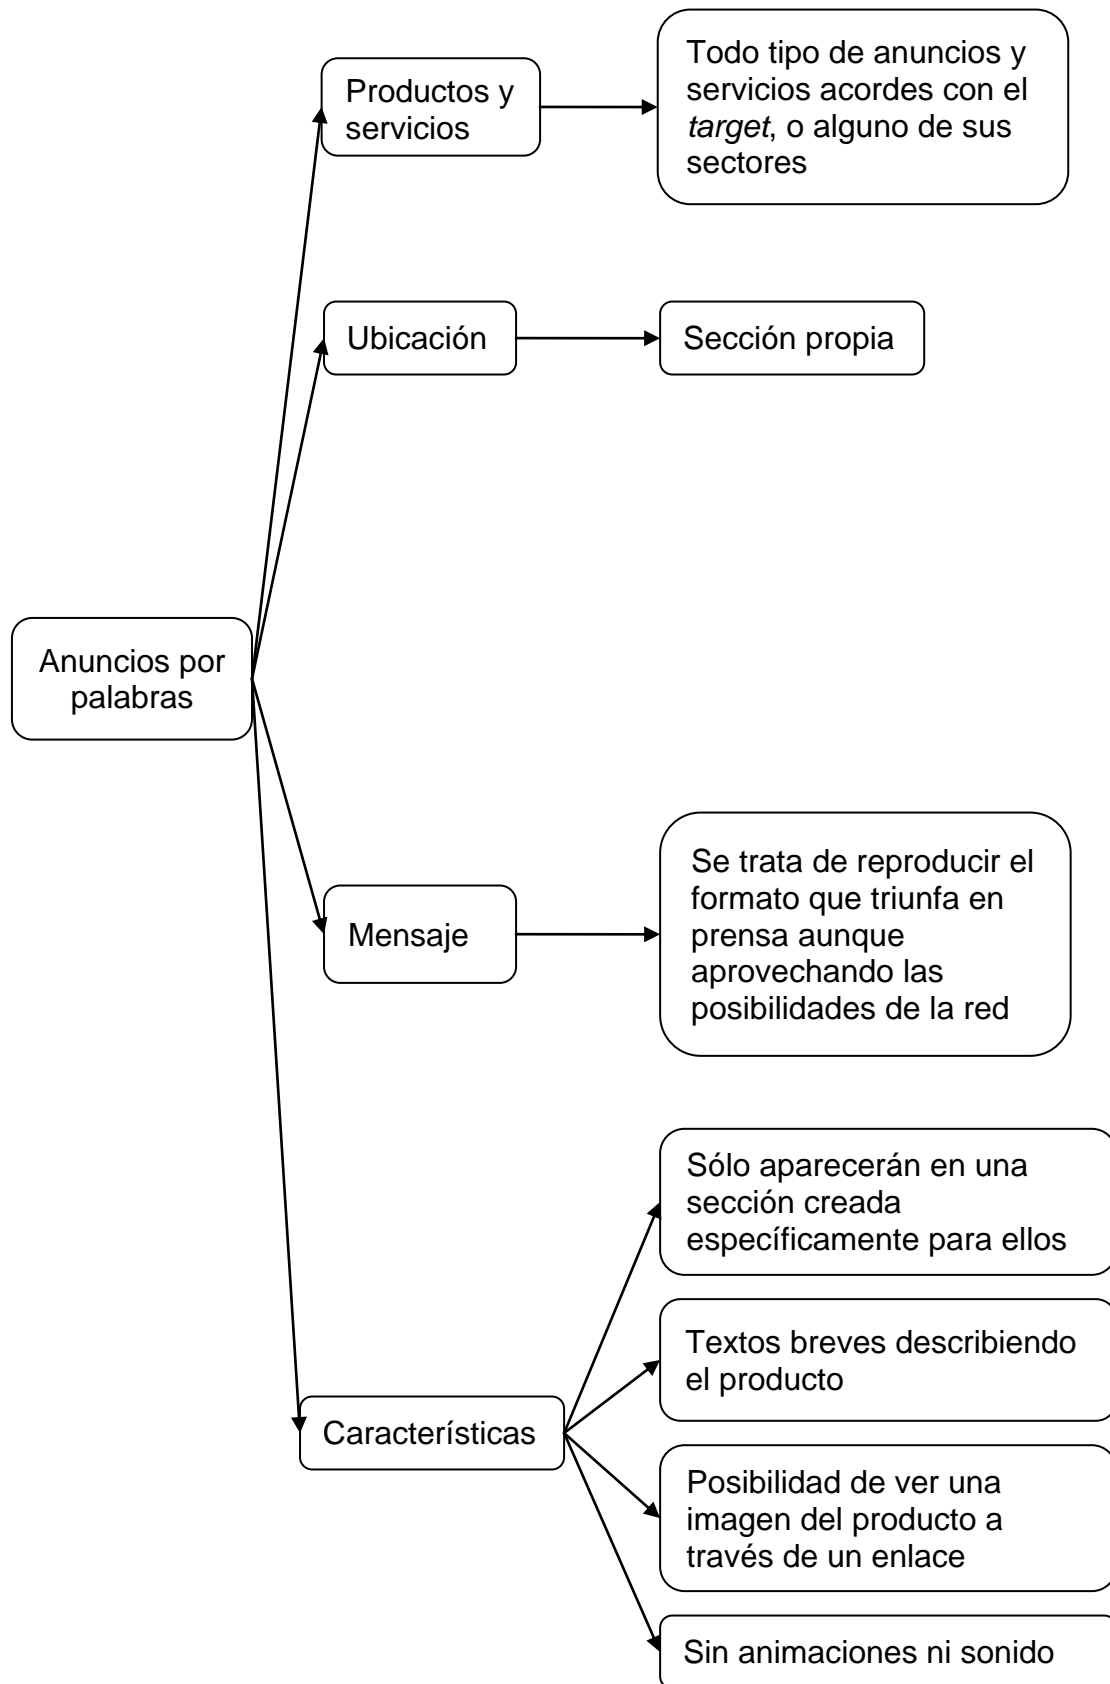 Productos y
servicios
Todo tipo de anuncios y
servicios acordes con el
target, o alguno de sus
sectores
Ubicación
Sección propia
Anuncios por
palabras
Mensaje
Se trata de reproducir el
formato que triunfa en
prensa aunque
aprovechando las
posibilidades de la red
Característícas
Sólo aparecerán en una
sección creada
específicamente para ellos
Textos breves describiendo
el producto
Posibilidad de ver una
imagen del producto a
través de un enlace
Sin animaciones ni sonido